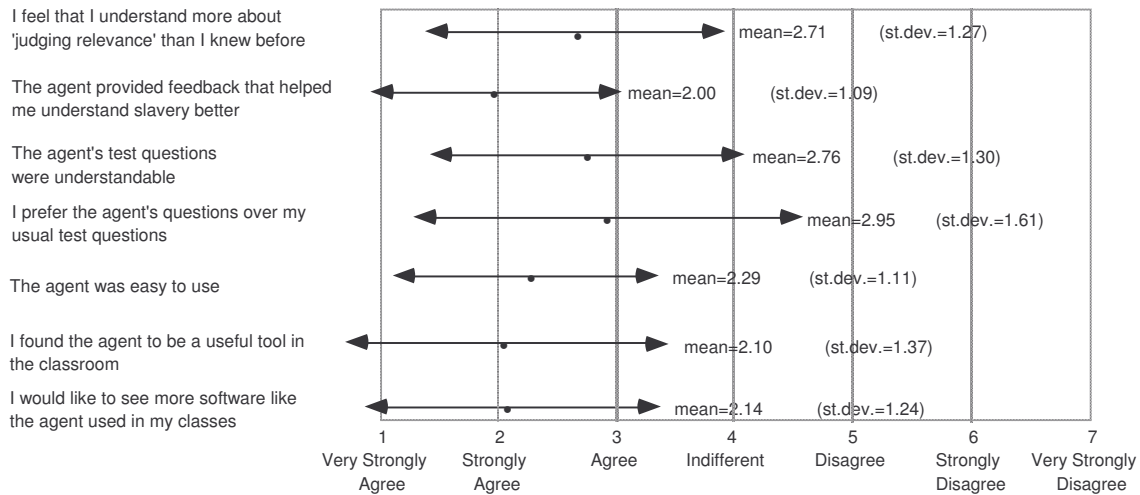 I feel that I understand more about
'judging relevance' than I knew before
mean=2.71 (st.dev.=1.27)
The agent provided feedback that helped
me understand slavery better
mean=2.00 (st.dev.=1.09)
The agent's test questions
were understandable
mean=2.76 (st.dev.=1.30)
I prefer the agent's questions over my
usual test questions
mean=2.95 (st.dev.=1.61)
The agent was easy to use
mean=2.29 (st.dev.=1.11)
I found the agent to be a useful tool in
the classroom
mean=2.10 (st.dev.=1.37)
I would like to see more software like
the agent used in my classes
mean=2.14 (st.dev.=1.24)
1 2 3 4 5 6 7
Very Strongly Strongly Agree Indifferent Disagree Strongly Very Strongly
Agree Agree Disagree Disagree